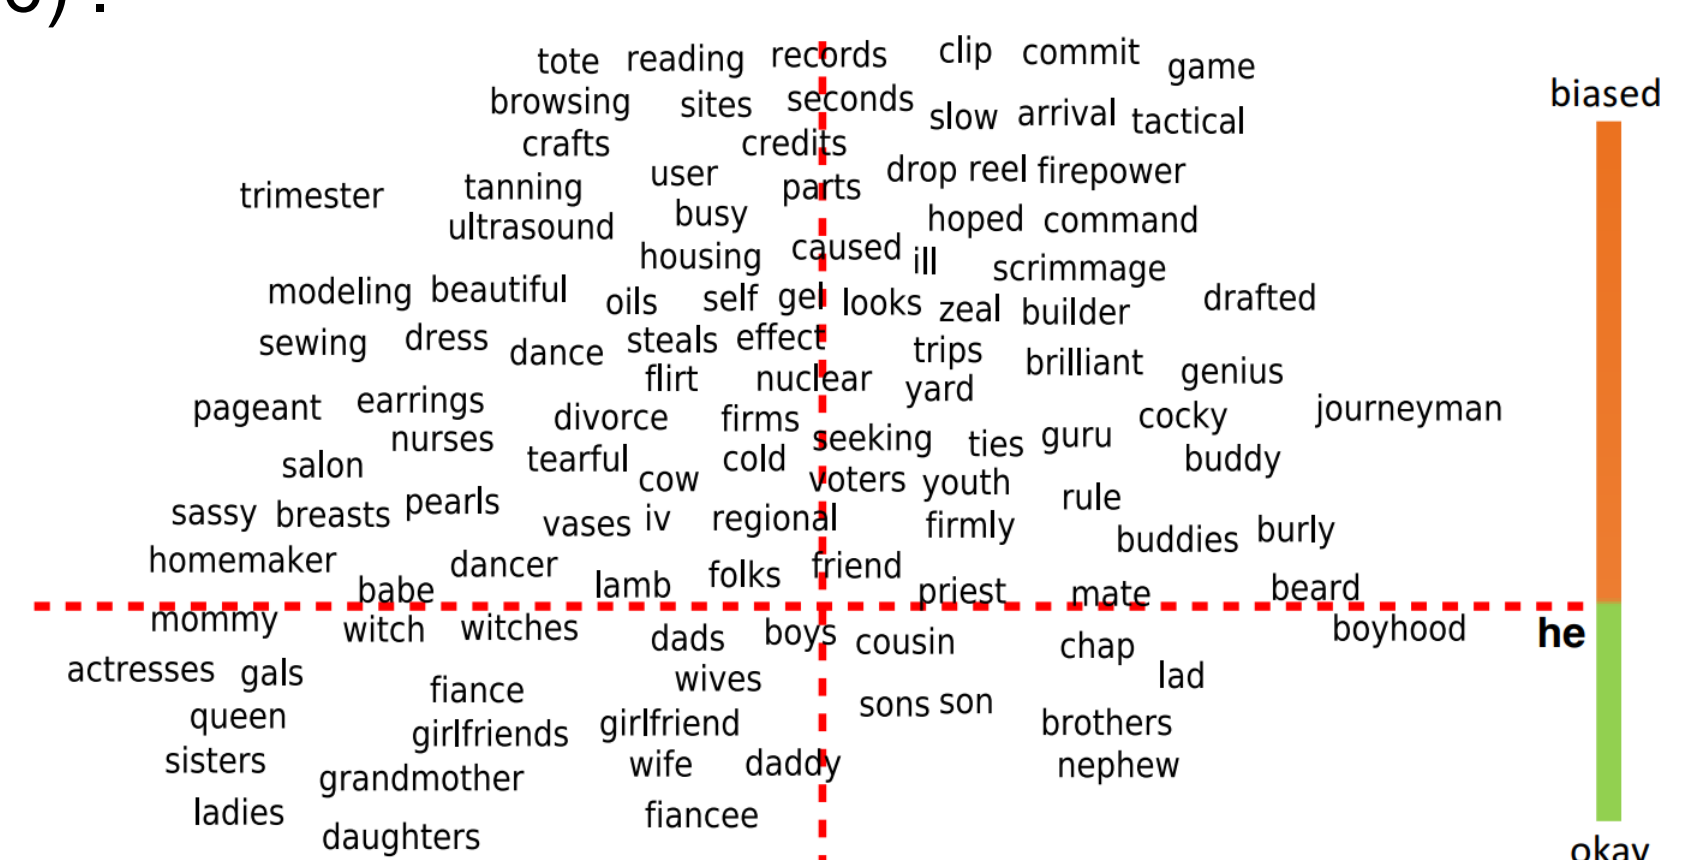 tote reading records clip commit game
biased
browsing sites seconds slow arrival tactical
crafts credits
trimester tanning user parts drop reel firepower
ultrasound busy hoped command
housing caused ill scrimmage
modeling beautiful oils self gel looks zeal builder drafted
sewing dress dance steals effect trips brilliant genius
flirt nuclear yard
pageant earrings divorce firms cocky journeyman
nurses seeking ties guru
salon tearful cold buddy
cow voters youth rule
sassy breasts pearls vases iv regional firmly buddies burly
homemaker babe dancer lamb folks friend priest mate beard
mommy witch witches dads boys cousin chap boyhood he
actresses gals fiance wives lad
queen girlfriends girlfriend sons son brothers
sisters grandmother wife daddy nephew
ladies daughters fiancee
okay